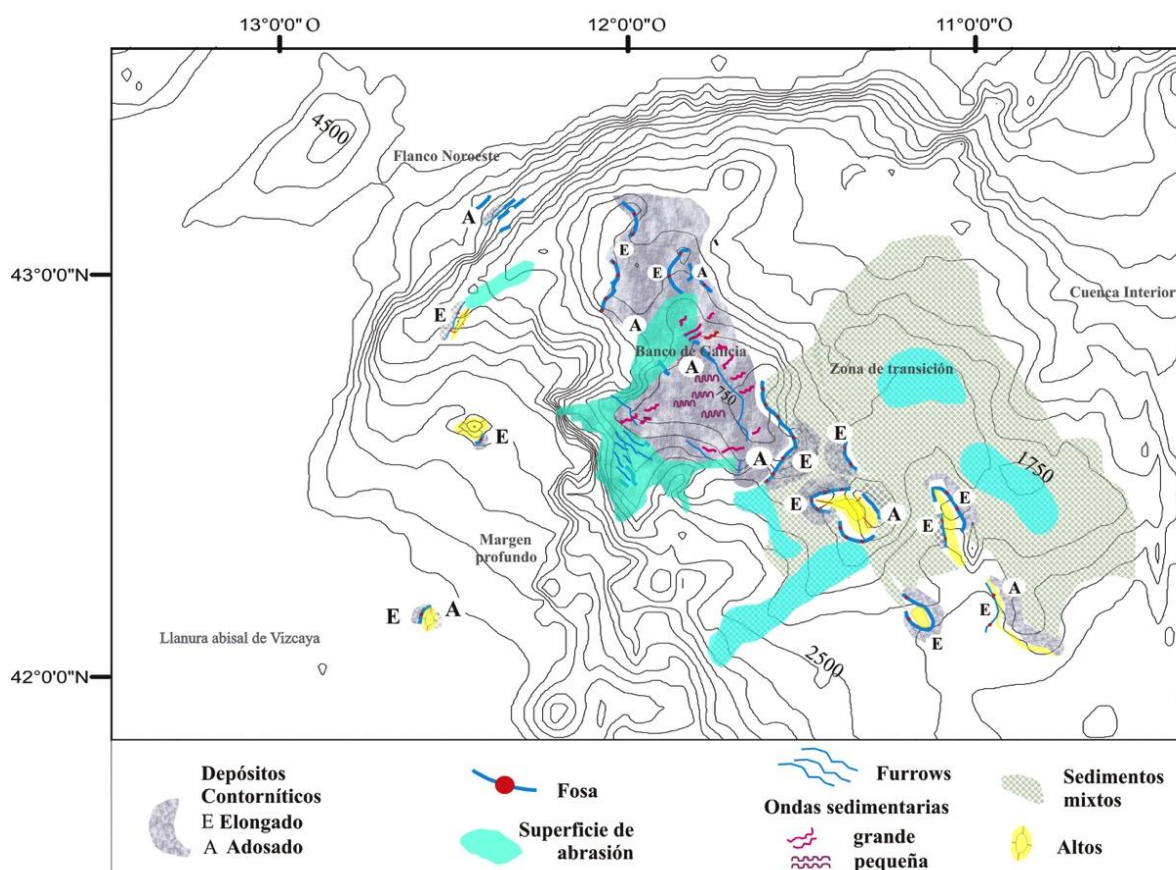 13°0'0"O
12°0'0"O
11°0'0"O
4500
Flanco Noroeste
A
E
43°0'0"N
E
E
A
Cuenca Interior
A
Banco de Galicia
Zona de transición
A
750
E
E
A
E
1750
E
A
E
E
Margen
profundo
A
E
E
A
E
Llanura abisal de Vizcaya
2500
42°0'0"N
Depósitos
Contorníticos
E Elongado
A Adosado
Fosa
Superficie de
abrasión
Furrows
Ondas sedimentarias
grande
pequeña
Sedimentos
mixtos
Altos